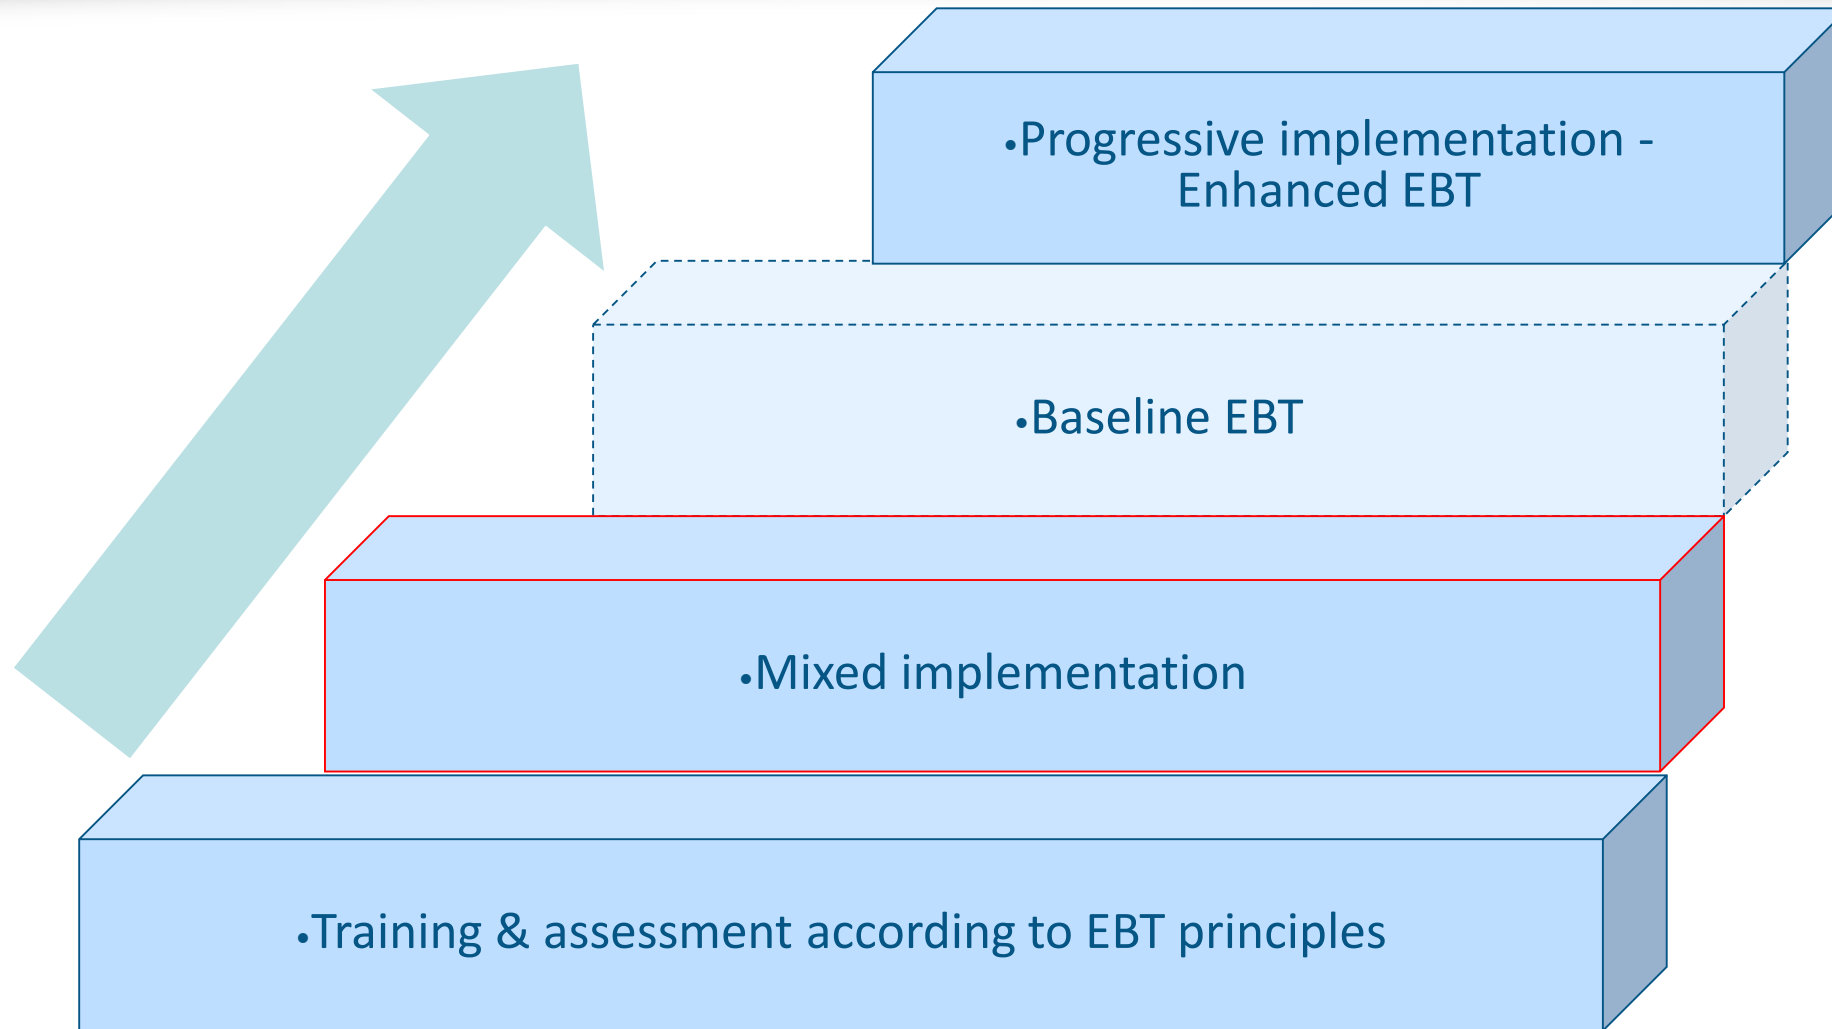 •Progressive implementation -
Enhanced EBT
•Baseline EBT
•Mixed implementation
•Training & assessment according to EBT principles